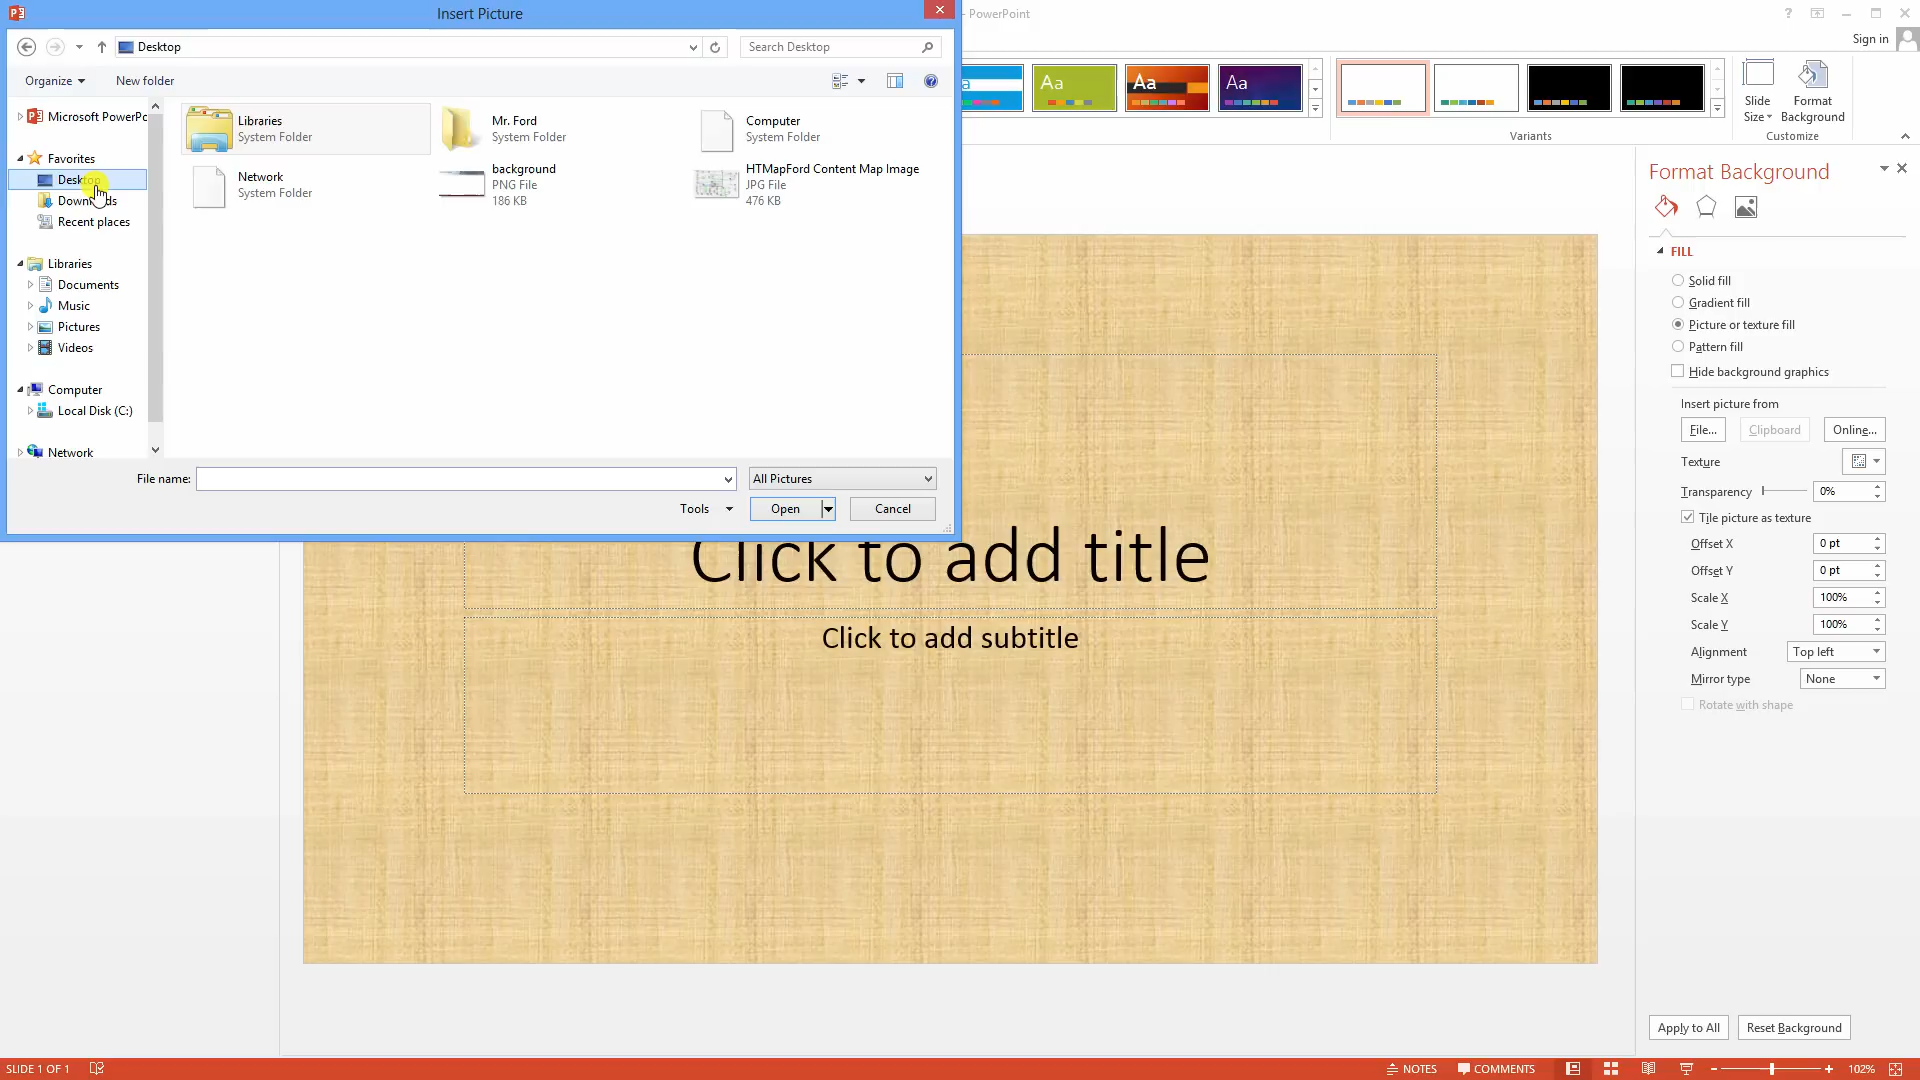 Insert Picture
- PowerPoint
Sign in
Desktop
Search Desktop
Organize
New folder
Microsoft PowerPo
Favorites
Desktop
Recent places
Libraries
Documents
Music
Pictures
Videos
Computer
Local Disk (C:)
Network
Libraries
System Folder
Mr. Ford
System Folder
Computer
System Folder
Network
System Folder
background
PNG File
186 KB
HTMapFord Content Map Image
JPG File
476 KB
File name:
All Pictures
Tools
Open
Cancel
Aa
Aa
Aa
Variants
Slide
Size
Format
Background
Customize
Click to add title
Click to add subtitle
Format Background
FILL
Solid fill
Gradient fill
Picture or texture fill
Pattern fill
Hide background graphics
Insert picture from
File...
Clipboard
Online...
Texture
Transparency
0%
Tile picture as texture
Offset X
0 pt
Offset Y
0 pt
Scale X
100%
Scale Y
100%
Alignment
Top left
Mirror type
None
Rotate with shape
Apply to All
Reset Background
SLIDE 1 OF 1
NOTES
COMMENTS
102%